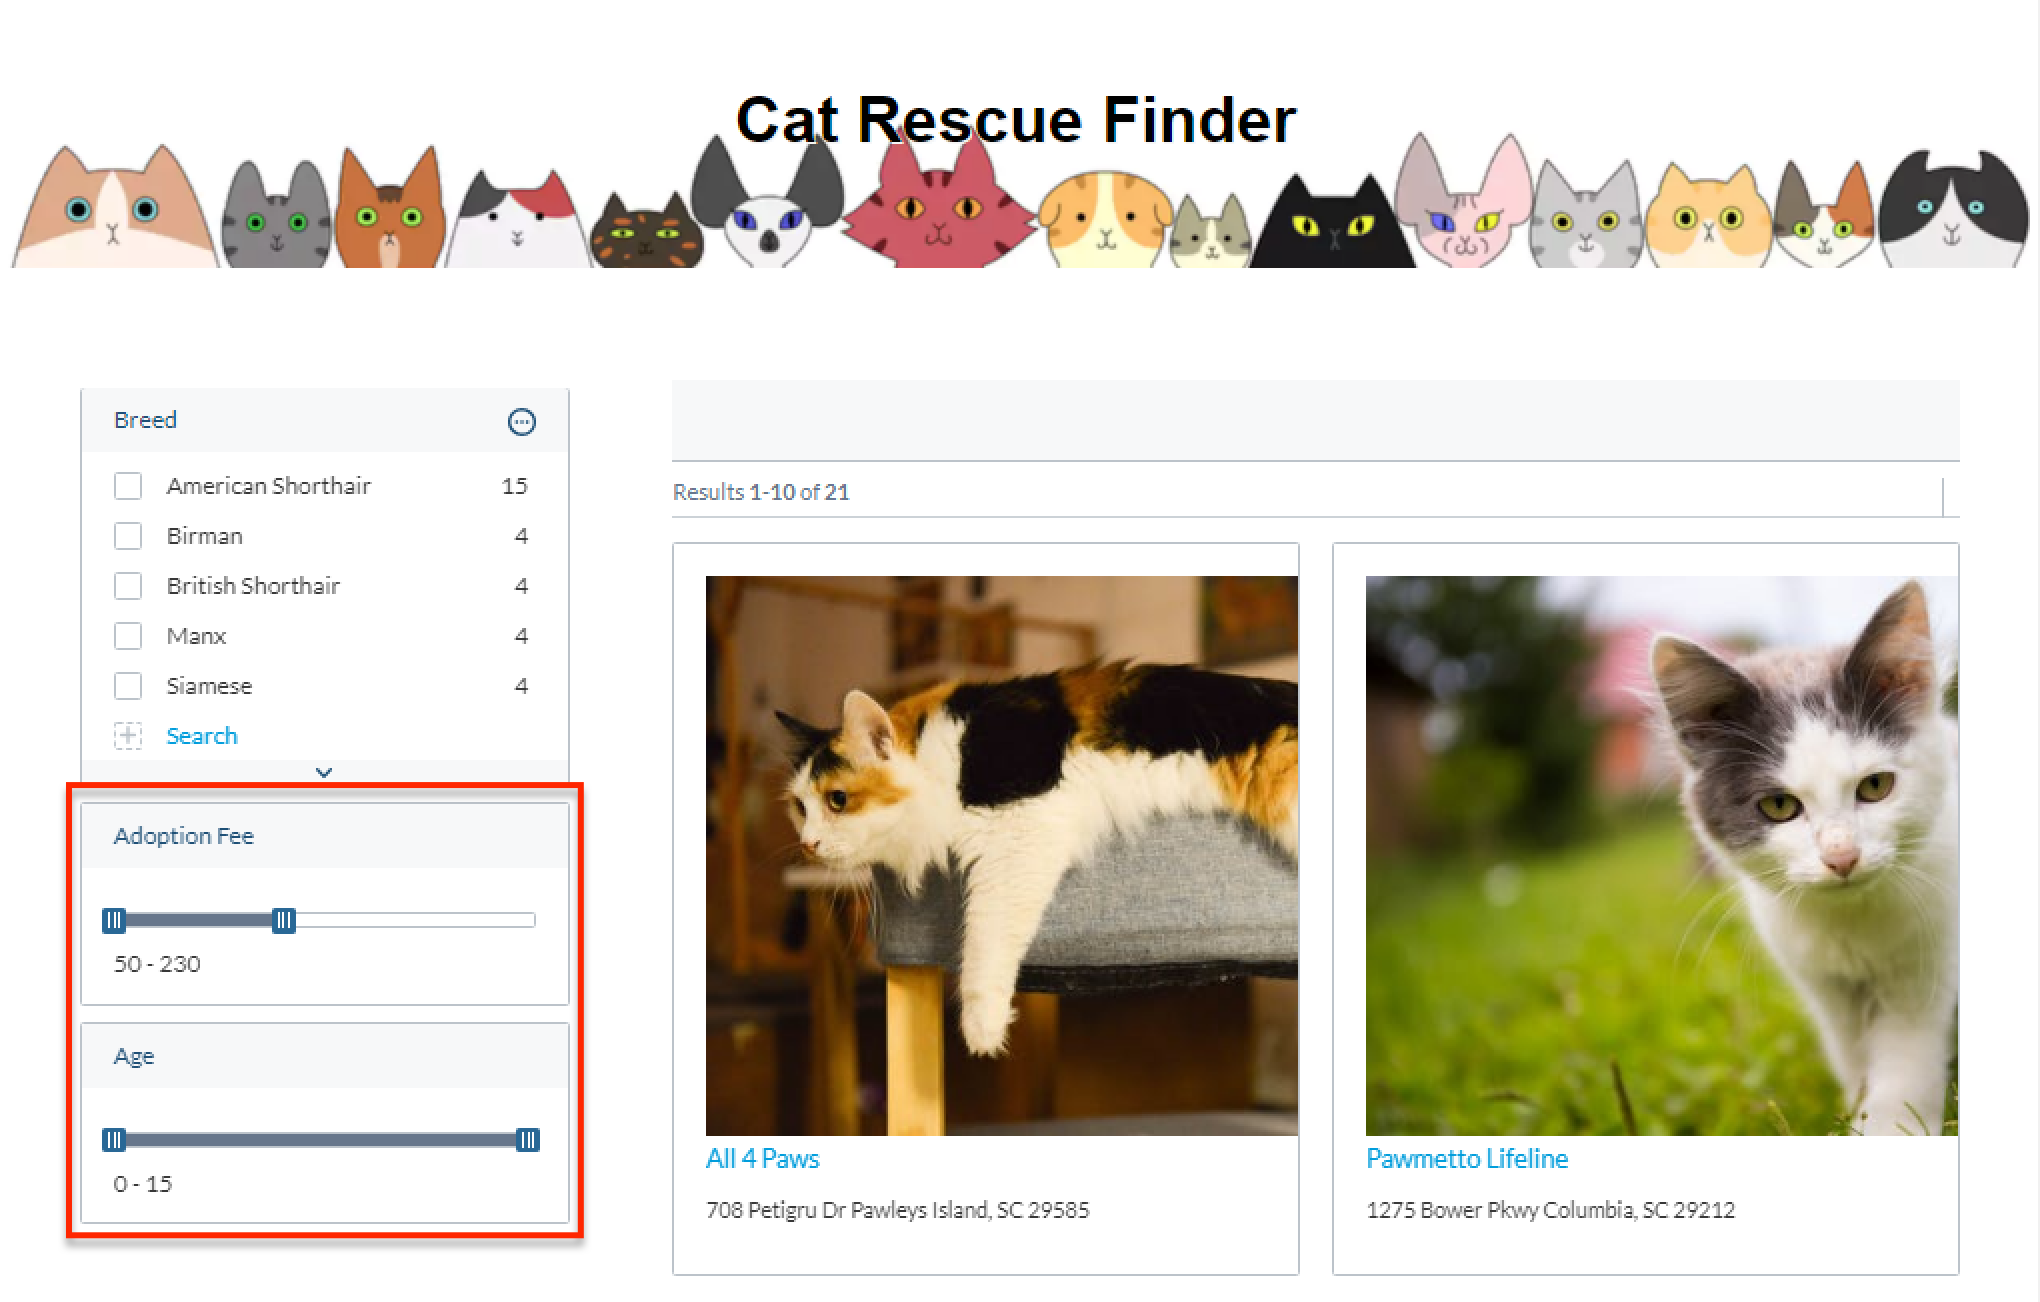 Cat Rescue Finder
Breed
American Shorthair 15
Birman 4
British Shorthair 4
Manx 4
Siamese 4
Search
Adoption Fee
50 - 230
Age
0 - 15
Results 1-10 of 21
All 4 Paws
708 Petigru Dr Pawleys Island, SC 29585
Pawmetto Lifeline
1275 Bower Pkwy Columbia, SC 29212